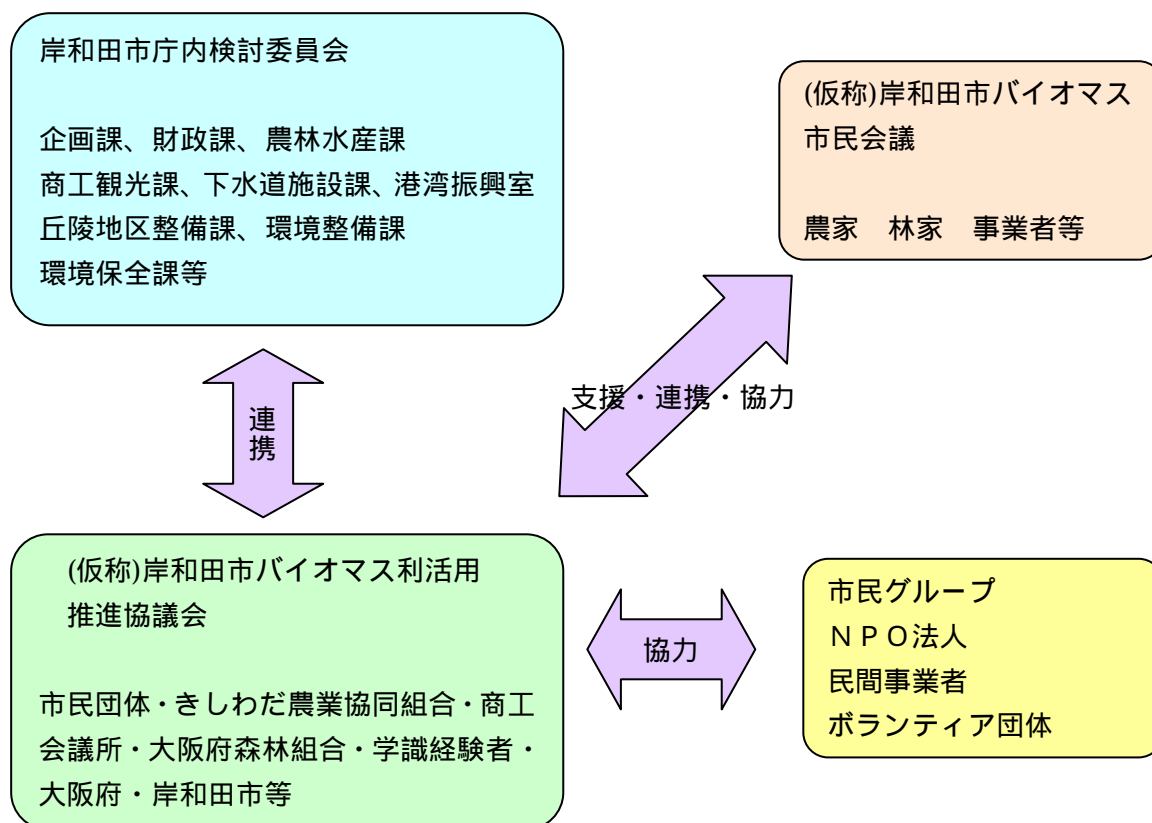 岸和田市庁内検討委員会
企画課、財政課、農林水産課
商工観光課、下水道施設課、港湾振興室
丘陵地区整備課、環境整備課
環境保全課等
(仮称)岸和田市バイオマス
市民会議
農家　林家　事業者等
支援・連携・協力
連携
(仮称)岸和田市バイオマス利活用
推進協議会
市民団体・きしわだ農業協同組合・商工
会議所・大阪府森林組合・学識経験者・
大阪府・岸和田市等
協力
市民グループ
ＮＰＯ法人
民間事業者
ボランティア団体